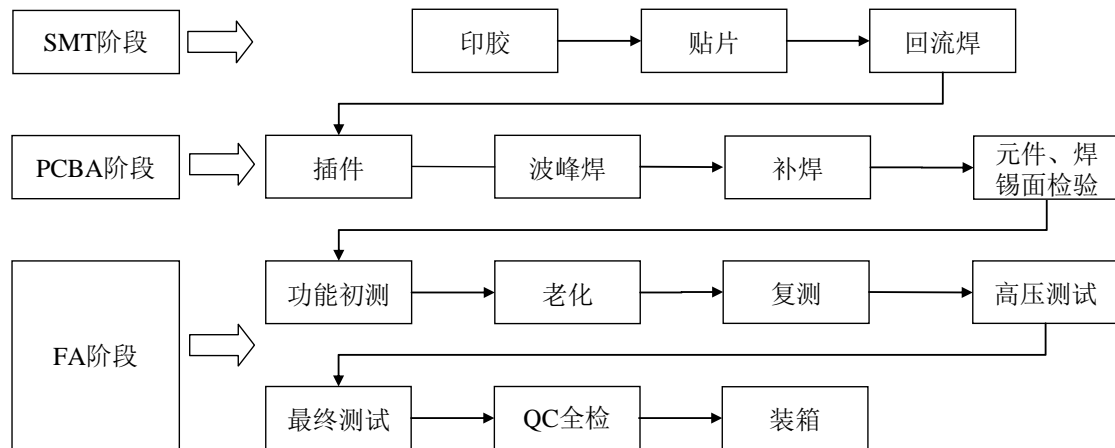 SMT阶段
印胶
贴片
回流焊
PCBA阶段
插件
波峰焊
补焊
元件、焊
锡面检验
功能初测
老化
复测
高压测试
FA阶段
最终测试
QC全检
装箱